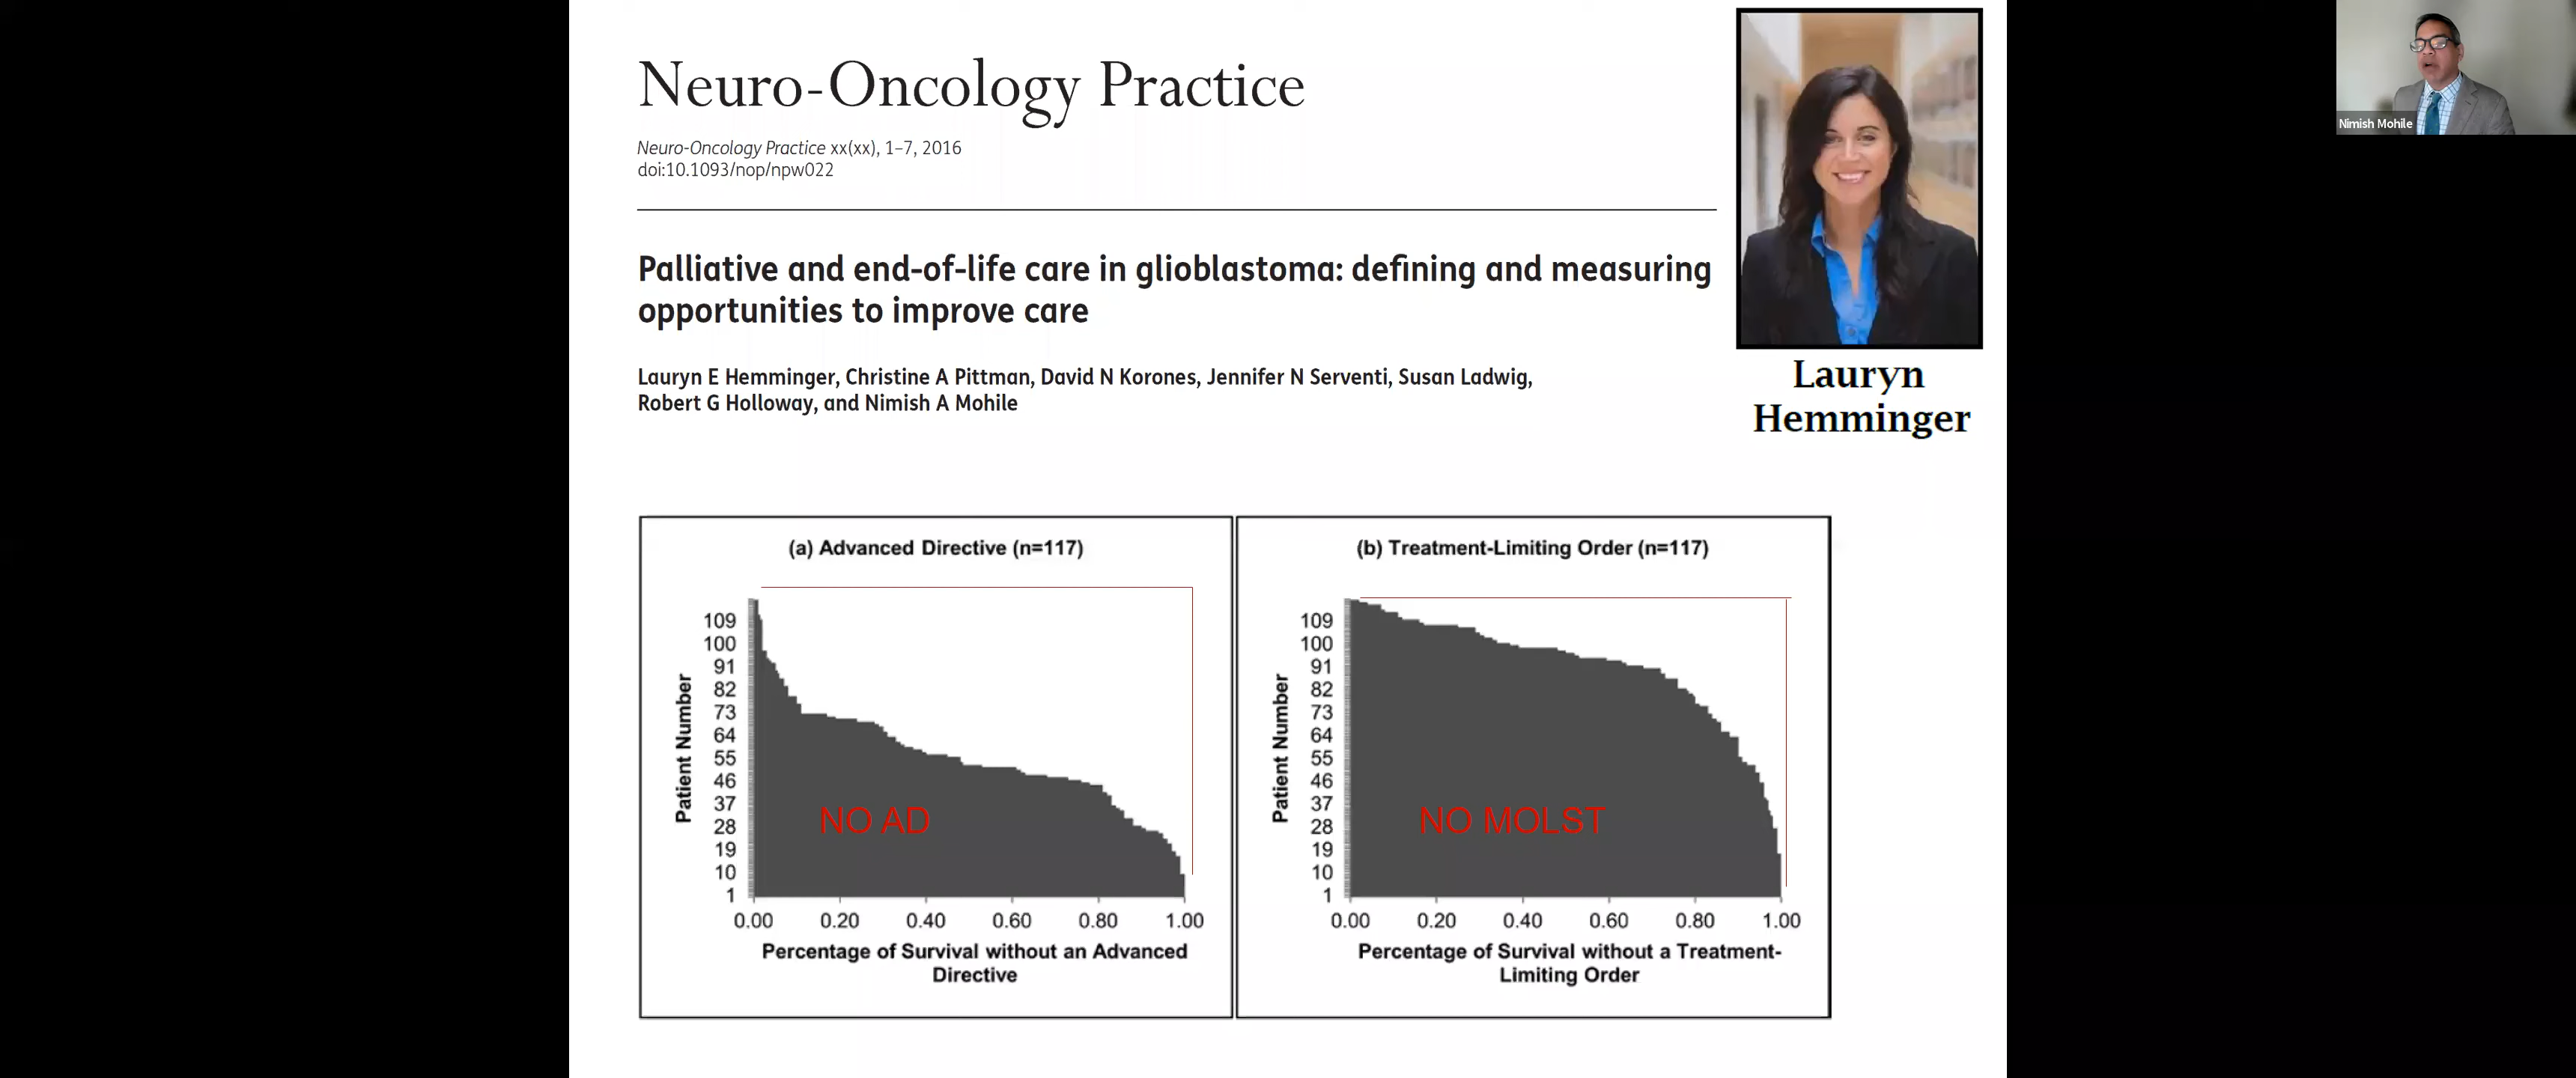 Neuro-Oncology Practice
Neuro-Oncology Practice xx(xx), 1–7, 2016
doi:10.1093/nop/npw022
Palliative and end-of-life care in glioblastoma: defining and measuring
opportunities to improve care
Lauryn E Hemminger, Christine A Pittman, David N Korones, Jennifer N Serventi, Susan Ladwig,
Robert G Holloway, and Nimish A Mohile
Lauryn
Hemminger
Nimish Mohile
(a) Advanced Directive (n=117)
Patient Number
109
100
91
82
73
64
55
46
37
28
19
10
1
NO AD
0.00 0.20 0.40 0.60 0.80 1.00
Percentage of Survival without an Advanced
Directive
(b) Treatment-Limiting Order (n=117)
Patient Number
109
100
91
82
73
64
55
46
37
28
19
10
1
NO MOLST
0.00 0.20 0.40 0.60 0.80 1.00
Percentage of Survival without a Treatment-
Limiting Order